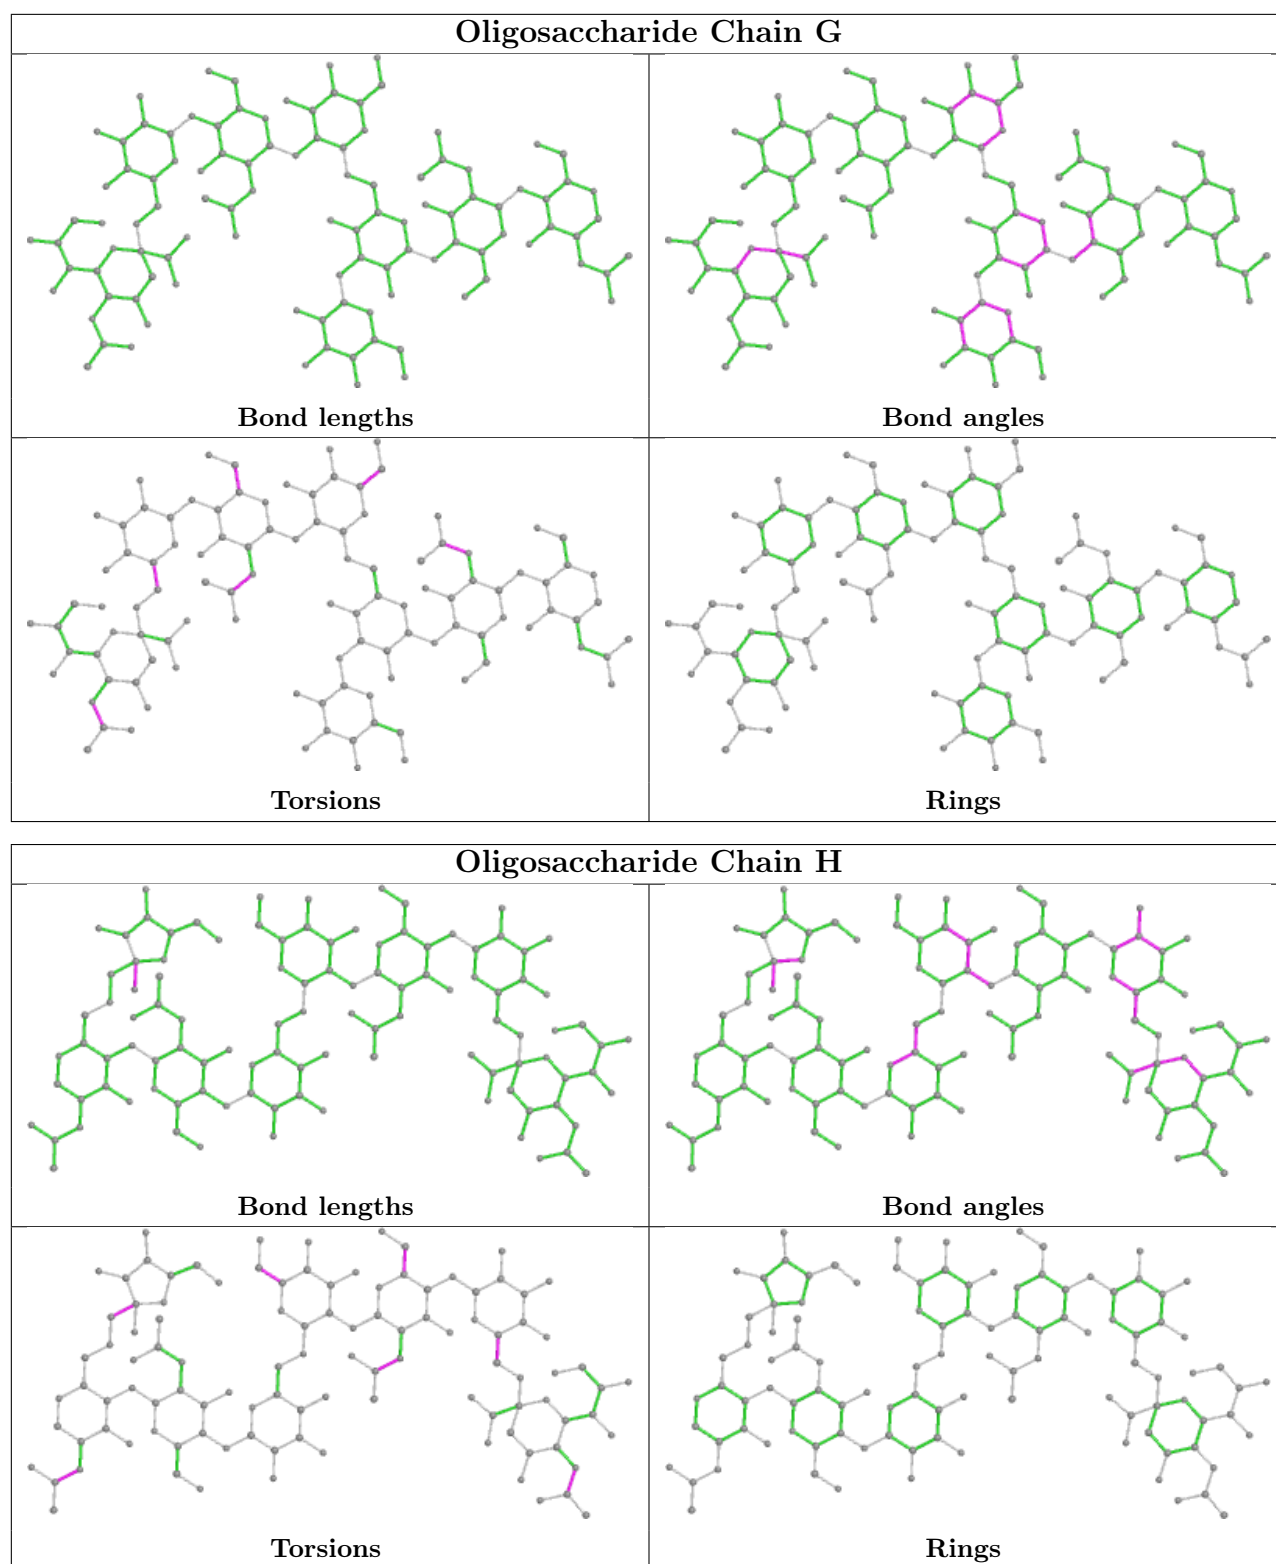 Oligosaccharide Chain G
Bond lengths
Bond angles
Torsions
Rings
Oligosaccharide Chain H
Bond lengths
Bond angles
Torsions
Rings